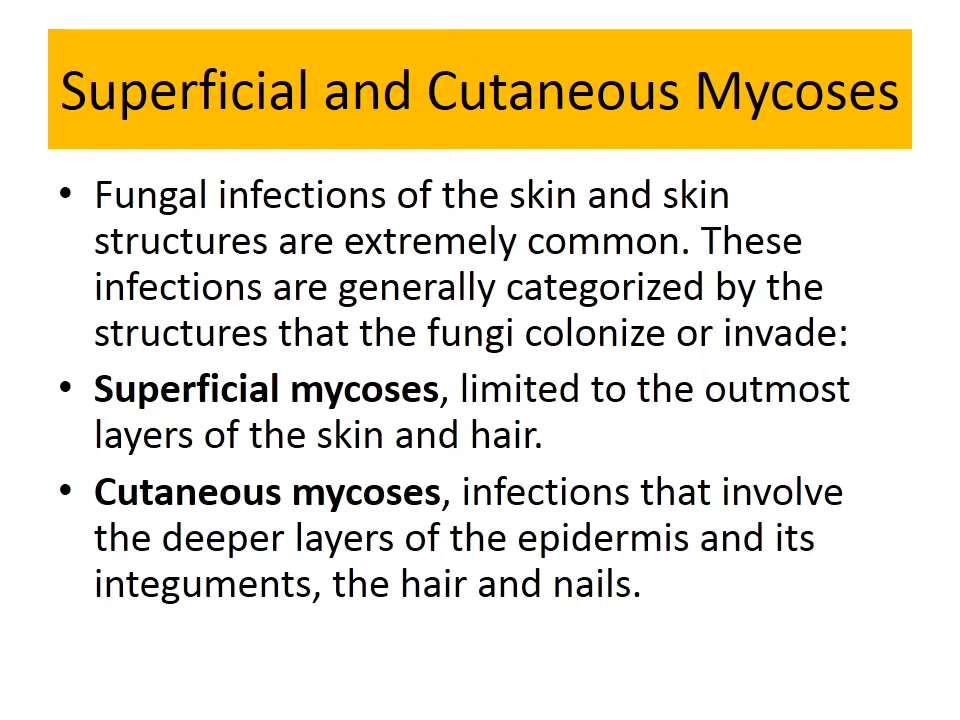 Superficial and Cutaneous Mycoses
• Fungal infections of the skin and skin
structures are extremely common. These
infections are generally categorized by the
structures that the fungi colonize or invade:
• Superficial mycoses, limited to the outmost
layers of the skin and hair.
• Cutaneous mycoses, infections that involve
the deeper layers of the epidermis and its
integuments, the hair and nails.